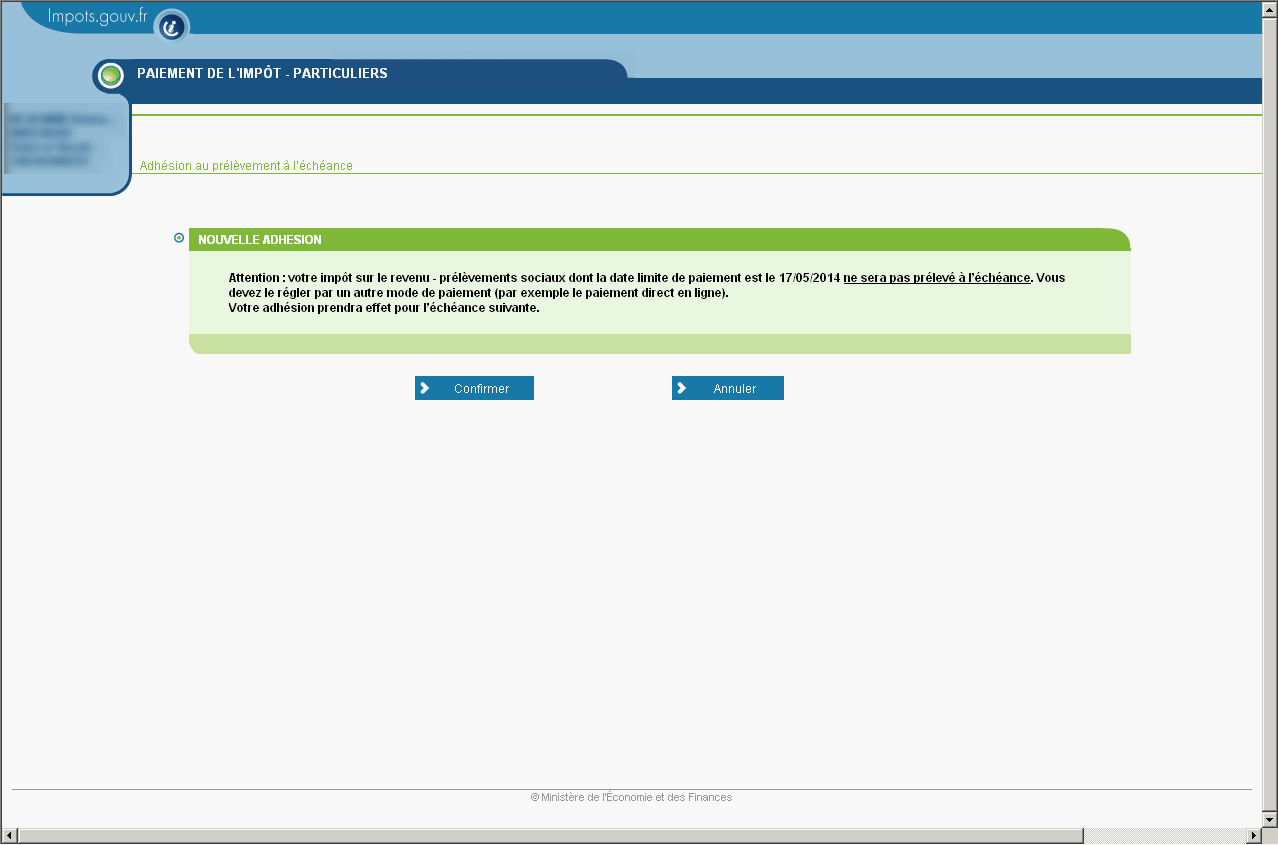 Impots.gouv.fr
PAIEMENT DE L'IMPÔT - PARTICULIERS
Adhésion au prélèvement à l'échéance
NOUVELLE ADHESION
Attention : votre impôt sur le revenu - prélèvements sociaux dont la date limite de paiement est le 17/05/2014 ne sera pas prélevé à l'échéance. Vous
devez le régler par un autre mode de paiement (par exemple le paiement direct en ligne).
Votre adhésion prendra effet pour l'échéance suivante.
Confirmer
Annuler
© Ministère de l'Économie et des Finances